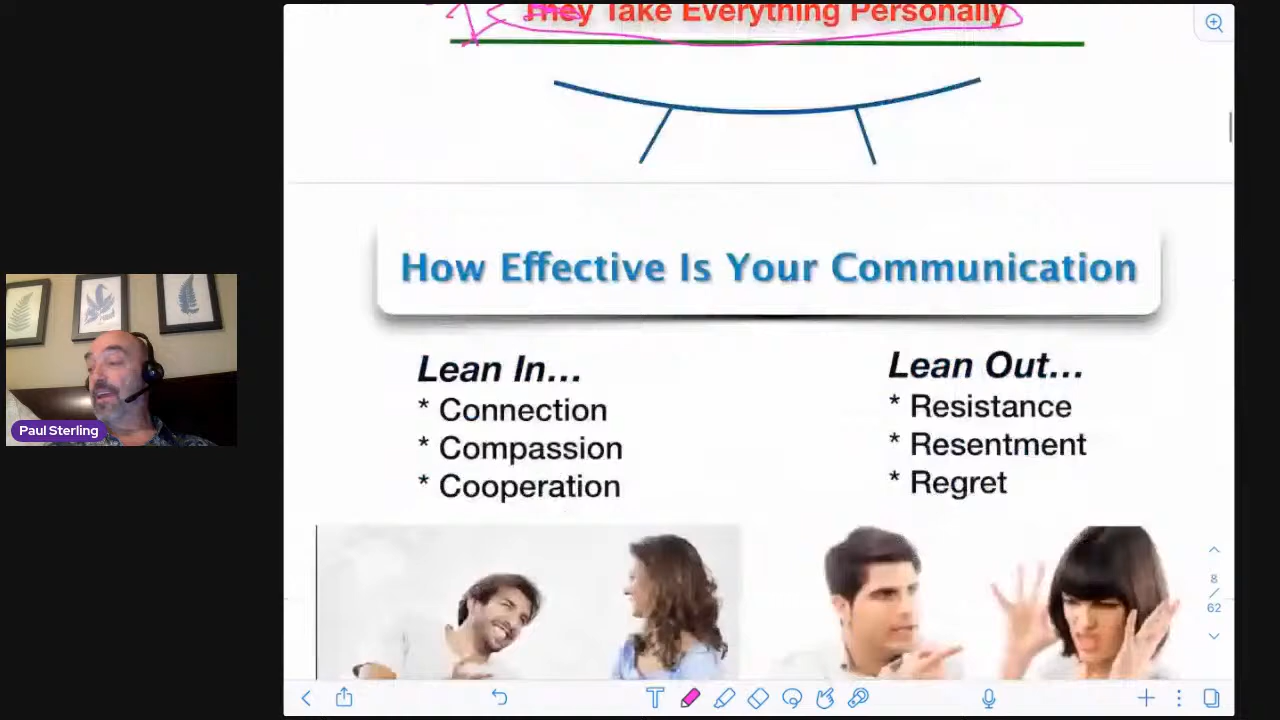 They Take Everything Personally
How Effective Is Your Communication
Lean In...
* Connection
* Compassion
* Cooperation
Lean Out...
* Resistance
* Resentment
* Regret
Paul Sterling
8
/
62
T